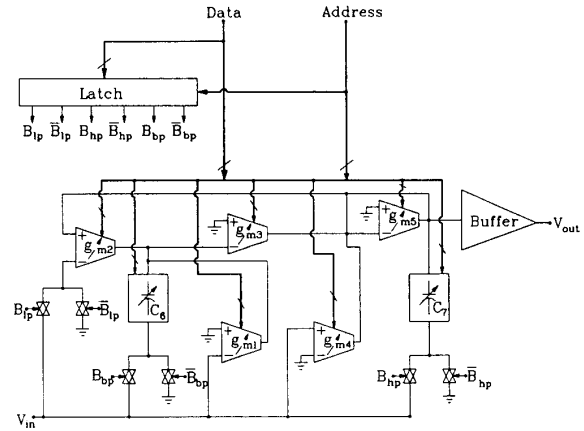 Data Address
Latch
B_lp B̅_lp B_hp B̅_hp B_bp B̅_bp
+ − g_m2
+ − g_m3
+ − g_m5
Buffer
V_out
C_6
C_7
B_lp B̅_lp
+ − g_m1
+ − g_m4
B_bp B̅_bp
B_hp B̅_hp
V_in